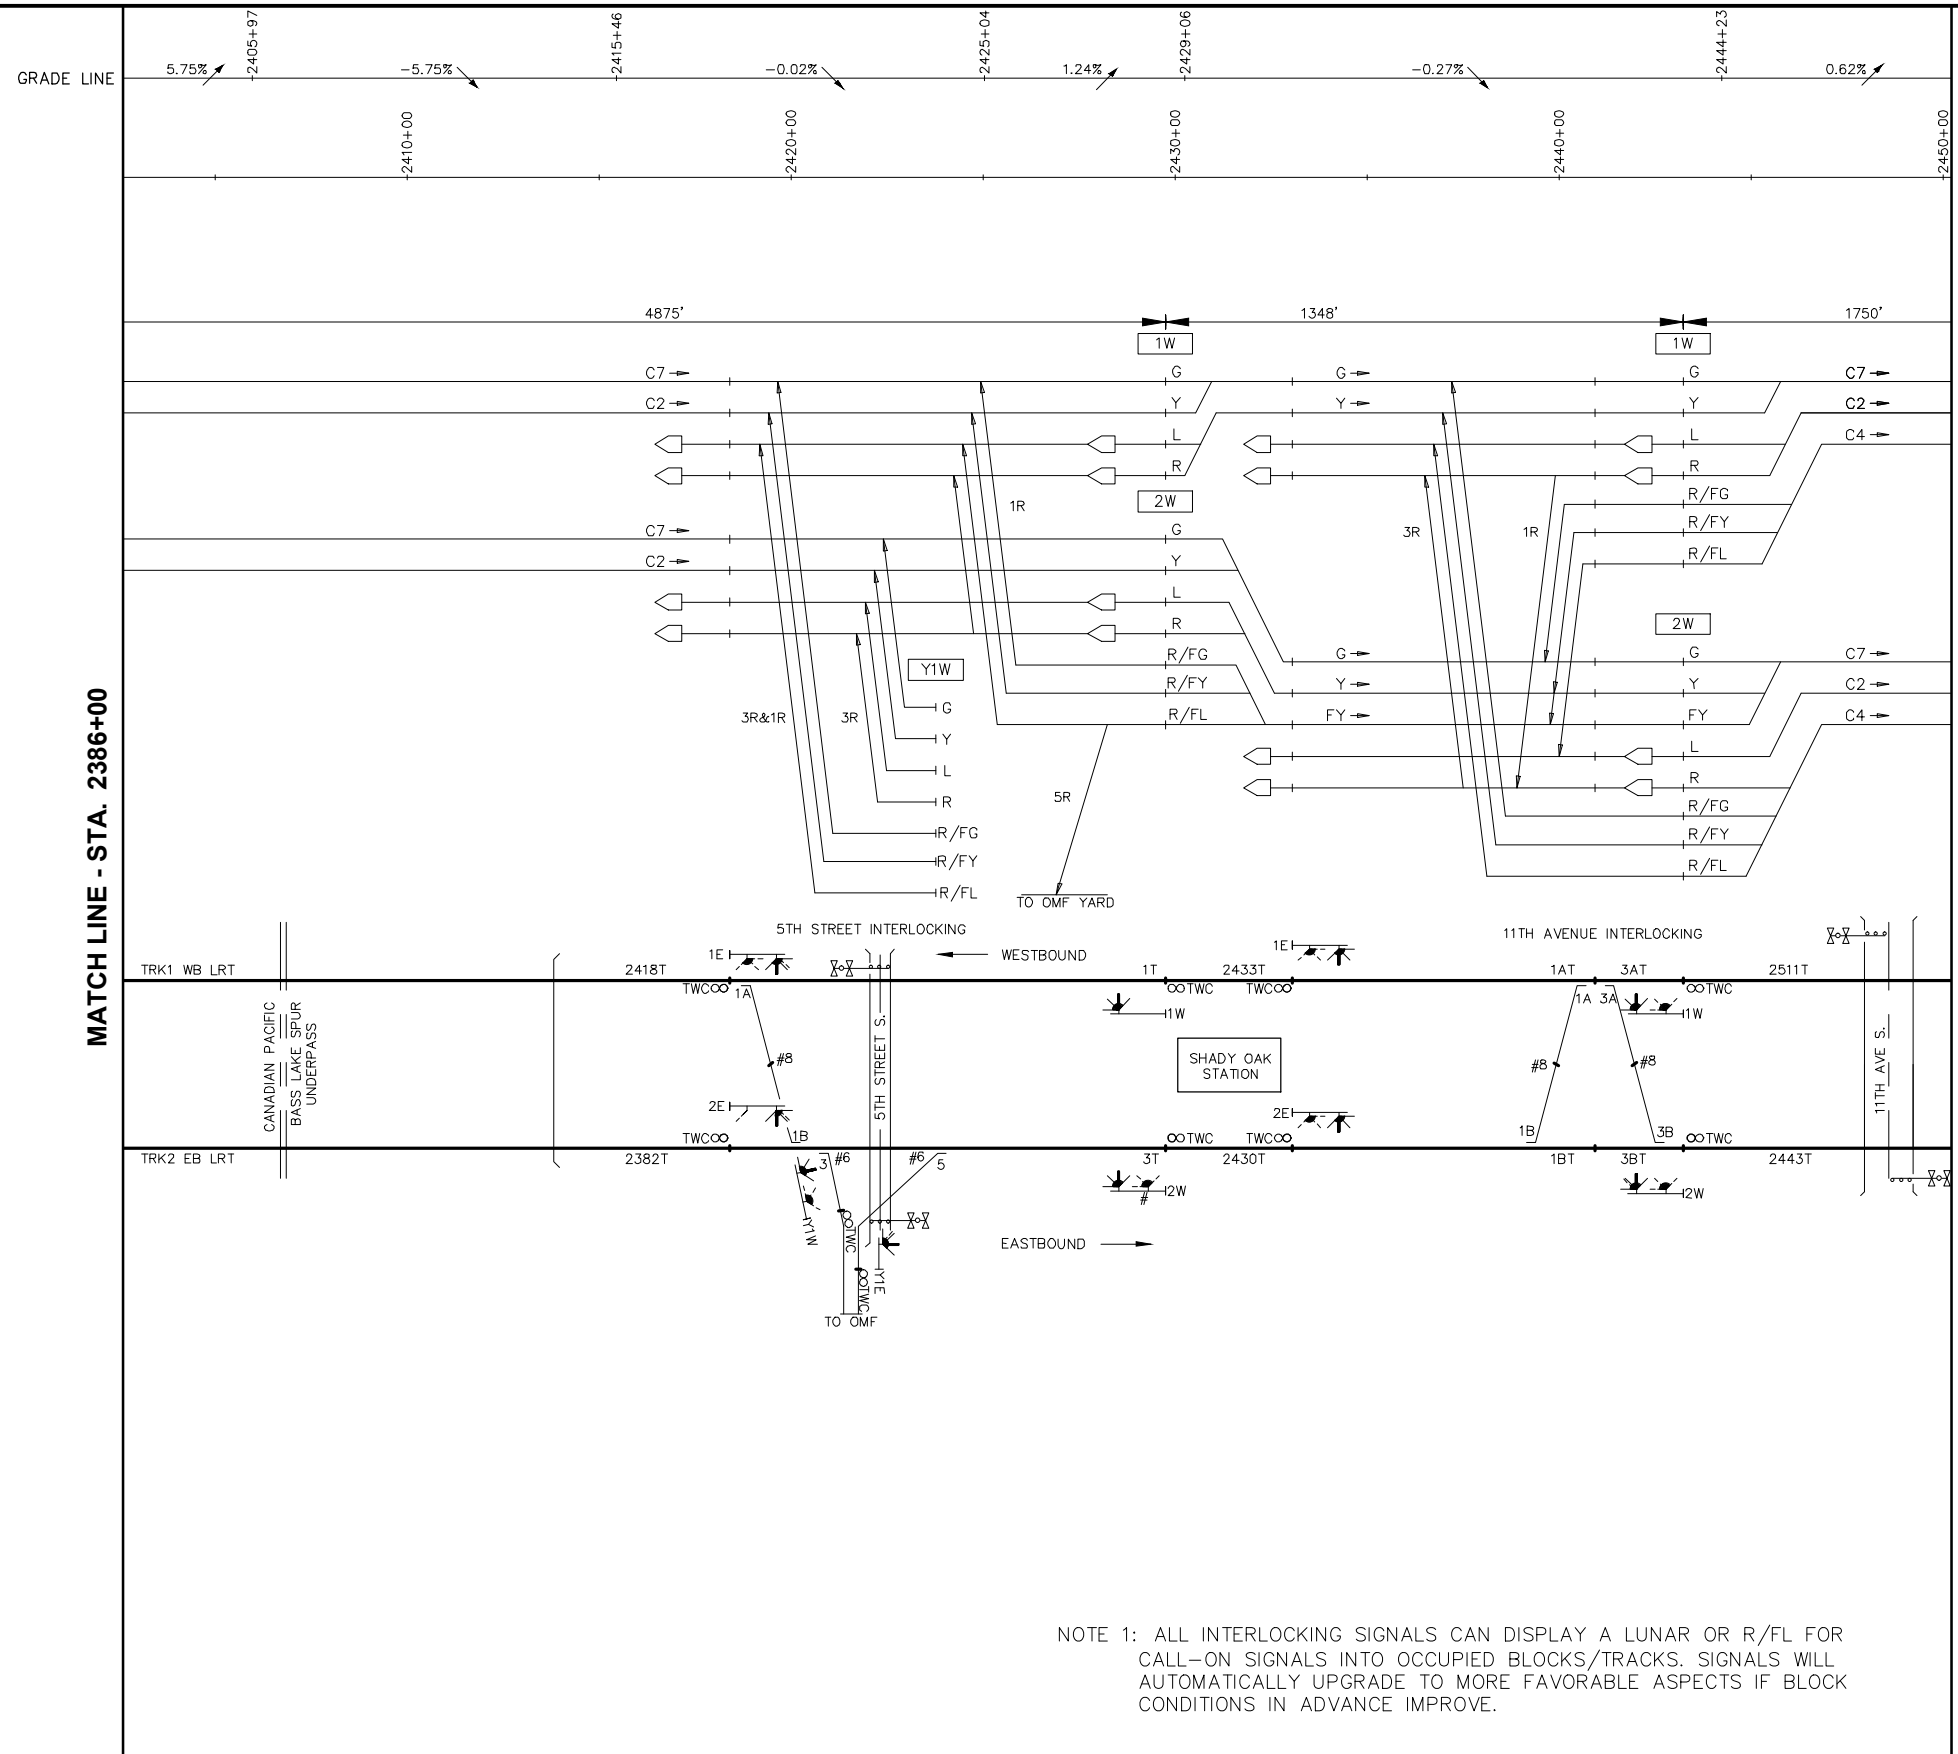 2405+97
2415+46
2425+04
2429+06
2444+23
GRADE LINE
5.75%
-5.75%
-0.02%
1.24%
-0.27%
0.62%
2410+00
2420+00
2430+00
2440+00
2450+00
4875'
1348'
1750'
1W
1W
C7
G
G
G
C7
C2
Y
Y
Y
C2
L
L
C4
R
R
2W
R/FG
1R
R/FY
3R
1R
C7
G
R/FL
C2
Y
L
R
2W
R/FG
G
G
C7
Y1W
R/FY
Y
Y
C2
G
R/FL
FY
FY
C4
3R&1R
3R
Y
L
L
R
R
5R
R/FG
R/FG
R/FY
R/FY
R/FL
R/FL
TO OMF YARD
MATCH LINE - STA. 2386+00
5TH STREET INTERLOCKING
11TH AVENUE INTERLOCKING
WESTBOUND
1E
1E
TRK1 WB LRT
2418T
1T
2433T
1AT
3AT
2511T
TWC
TWC
TWC
TWC
1A
1A
3A
1W
1W
CANADIAN PACIFIC
BASS LAKE SPUR
UNDERPASS
5TH STREET S.
SHADY OAK
STATION
11TH AVE S.
#8
#8
#8
2E
2E
TWC
TWC
TWC
TWC
1B
1B
3B
TRK2 EB LRT
2382T
3
#6
#6
5
3T
2430T
1BT
3BT
2443T
#
2W
2W
Y1W
TWC
EASTBOUND
Y1E
TWC
TO OMF
NOTE 1: ALL INTERLOCKING SIGNALS CAN DISPLAY A LUNAR OR R/FL FOR
CALL-ON SIGNALS INTO OCCUPIED BLOCKS/TRACKS. SIGNALS WILL
AUTOMATICALLY UPGRADE TO MORE FAVORABLE ASPECTS IF BLOCK
CONDITIONS IN ADVANCE IMPROVE.